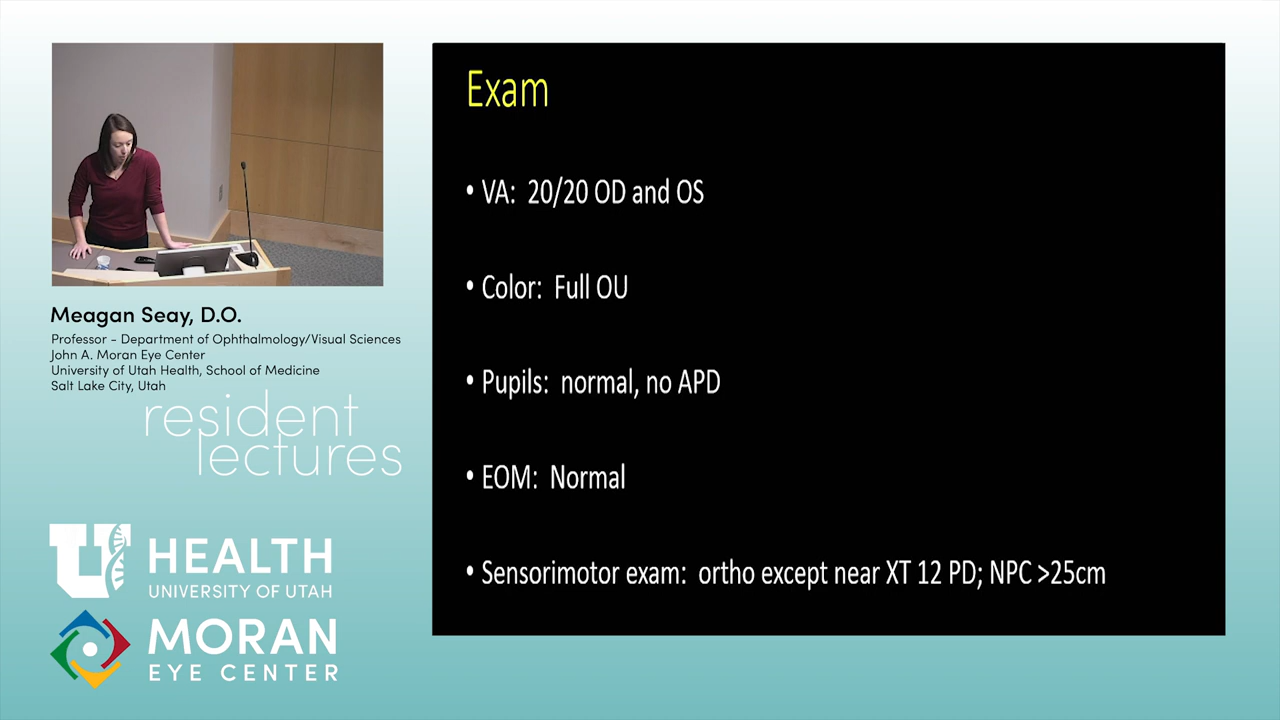 Exam
• VA: 20/20 OD and OS
• Color: Full OU
• Pupils: normal, no APD
• EOM: Normal
• Sensorimotor exam: ortho except near XT 12 PD; NPC >25cm
Meagan Seay, D.O.
Professor - Department of Ophthalmology/Visual Sciences
John A. Moran Eye Center
University of Utah Health, School of Medicine
Salt Lake City, Utah
resident
lectures
U HEALTH
UNIVERSITY OF UTAH
MORAN
EYE CENTER